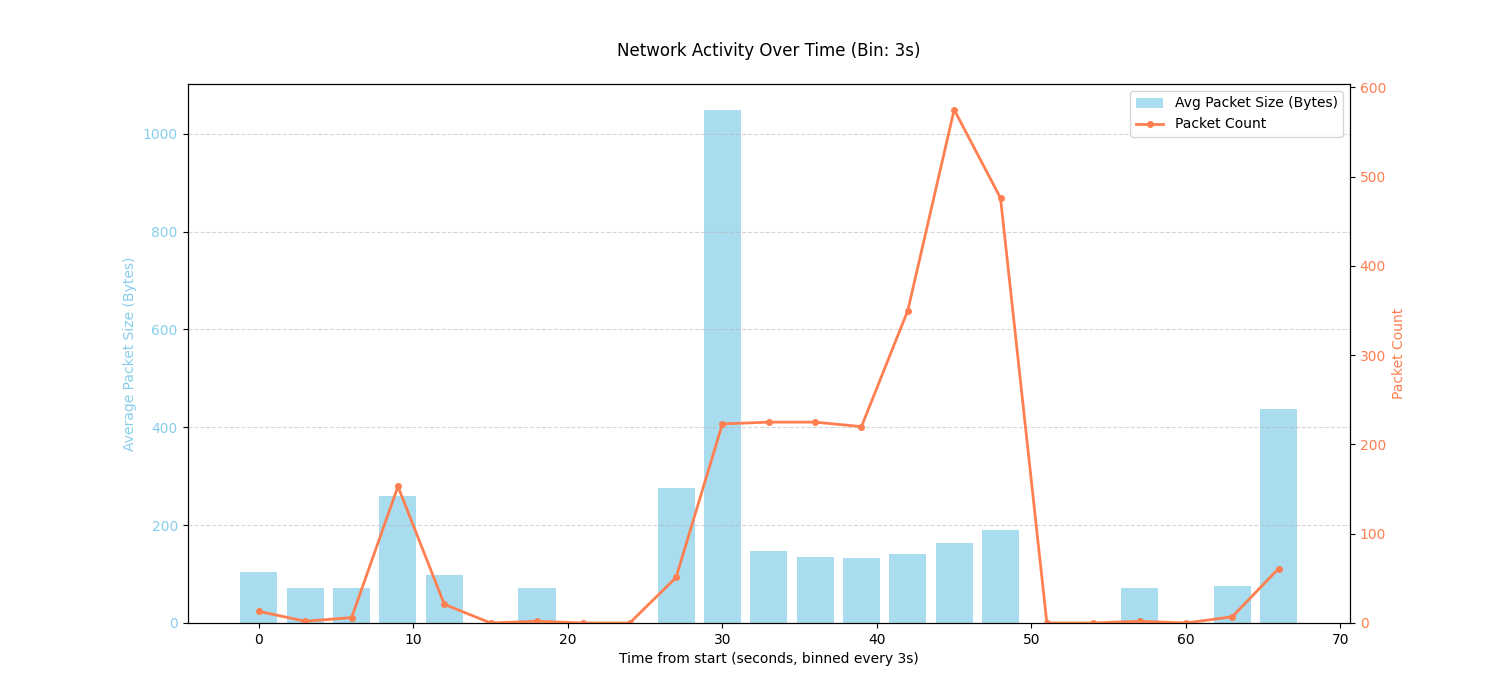 Network Activity Over Time (Bin: 3s)
Avg Packet Size (Bytes)
Packet Count
Average Packet Size (Bytes)
1000
800
600
400
200
0
600
500
400
300
200
100
0
Packet Count
0 10 20 30 40 50 60 70
Time from start (seconds, binned every 3s)